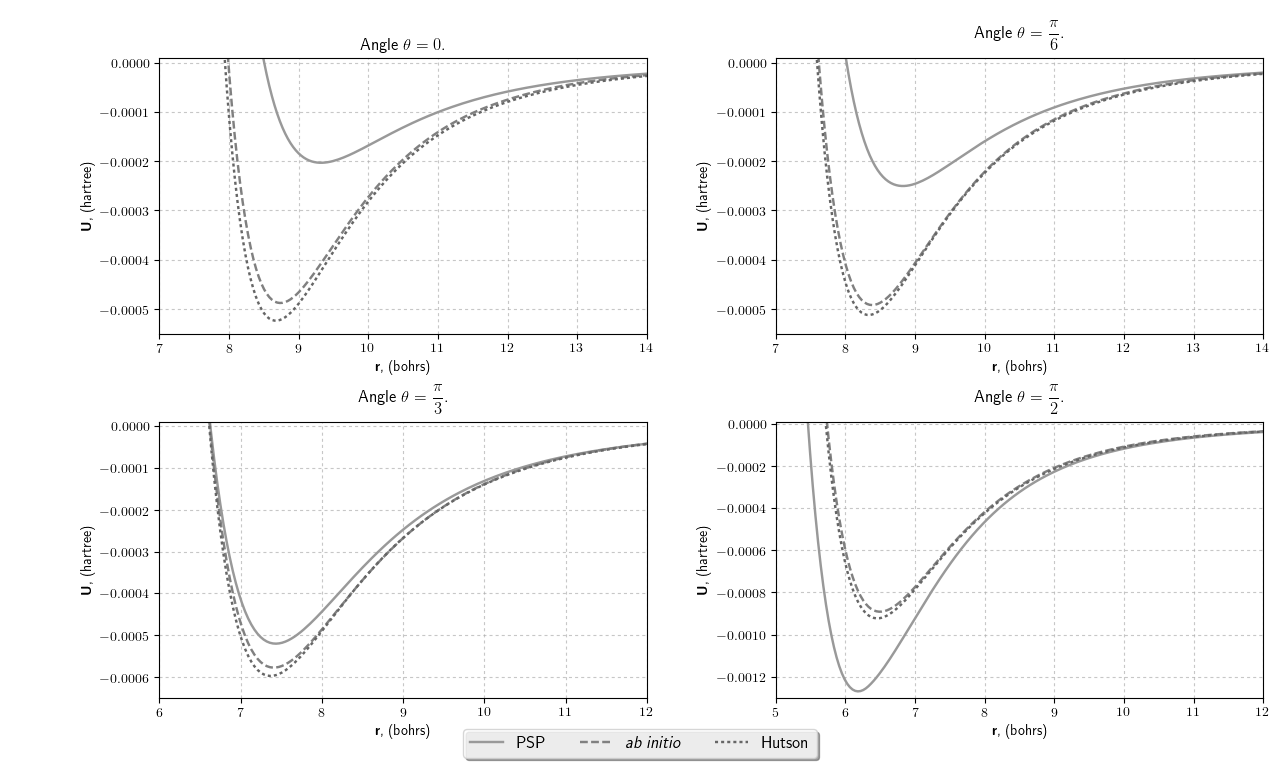 Angle θ = 0.
0.0000
−0.0001
−0.0002
−0.0003
−0.0004
−0.0005
U, (hartree)
7 8 9 10 11 12 13 14
r, (bohrs)
Angle θ = π/6.
0.0000
−0.0001
−0.0002
−0.0003
−0.0004
−0.0005
U, (hartree)
7 8 9 10 11 12 13 14
r, (bohrs)
Angle θ = π/3.
0.0000
−0.0001
−0.0002
−0.0003
−0.0004
−0.0005
−0.0006
U, (hartree)
6 7 8 9 10 11 12
r, (bohrs)
Angle θ = π/2.
0.0000
−0.0002
−0.0004
−0.0006
−0.0008
−0.0010
−0.0012
U, (hartree)
5 6 7 8 9 10 11 12
r, (bohrs)
PSP ab initio Hutson